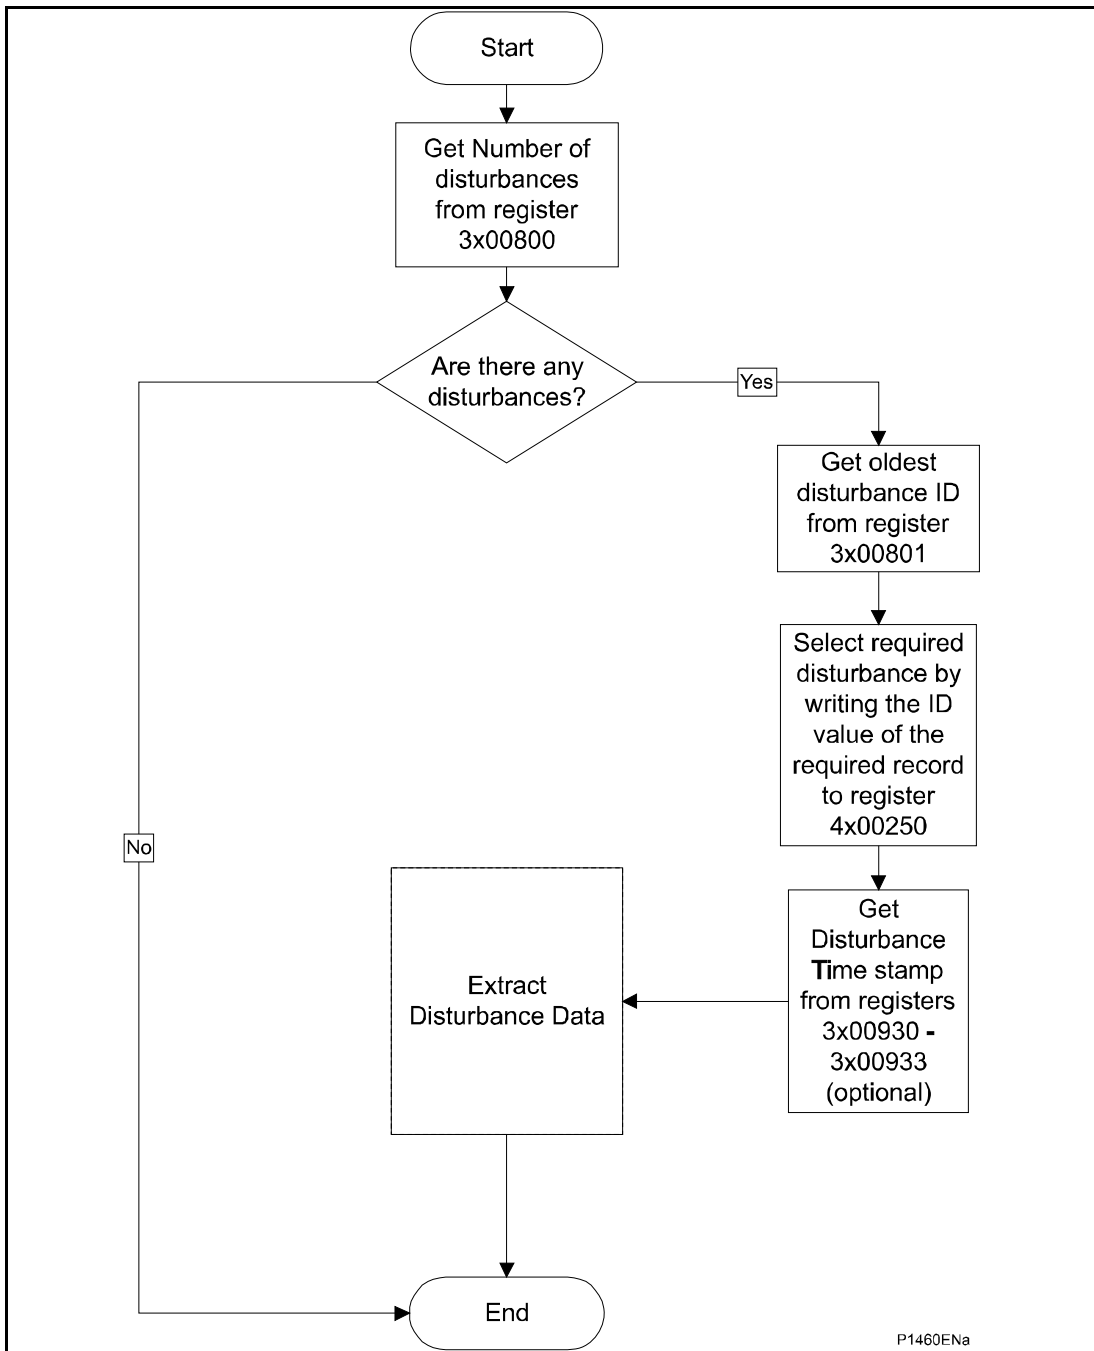 Start
Get Number of
disturbances
from register
3x00800
Are there any
disturbances?
Yes
Get oldest
disturbance ID
from register
3x00801
Select required
disturbance by
writing the ID
value of the
required record
to register
4x00250
No
Get
Disturbance
Time stamp
from registers
3x00930 -
3x00933
(optional)
Extract
Disturbance Data
End
P1460ENa